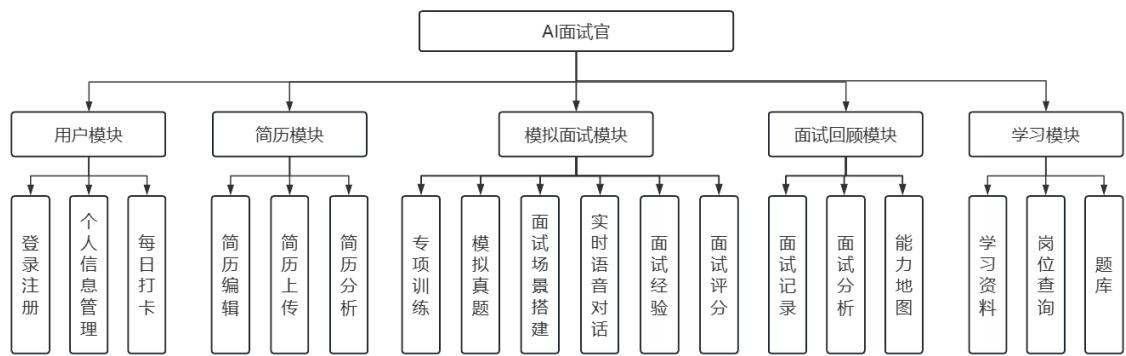 AI面试官
用户模块
简历模块
模拟面试模块
面试回顾模块
学习模块
登录注册
个人信息管理
每日打卡
简历编辑
简历上传
简历分析
专项训练
模拟真题
面试场景搭建
实时语音对话
面试经验
面试评分
面试记录
面试分析
能力地图
学习资料
岗位查询
题库